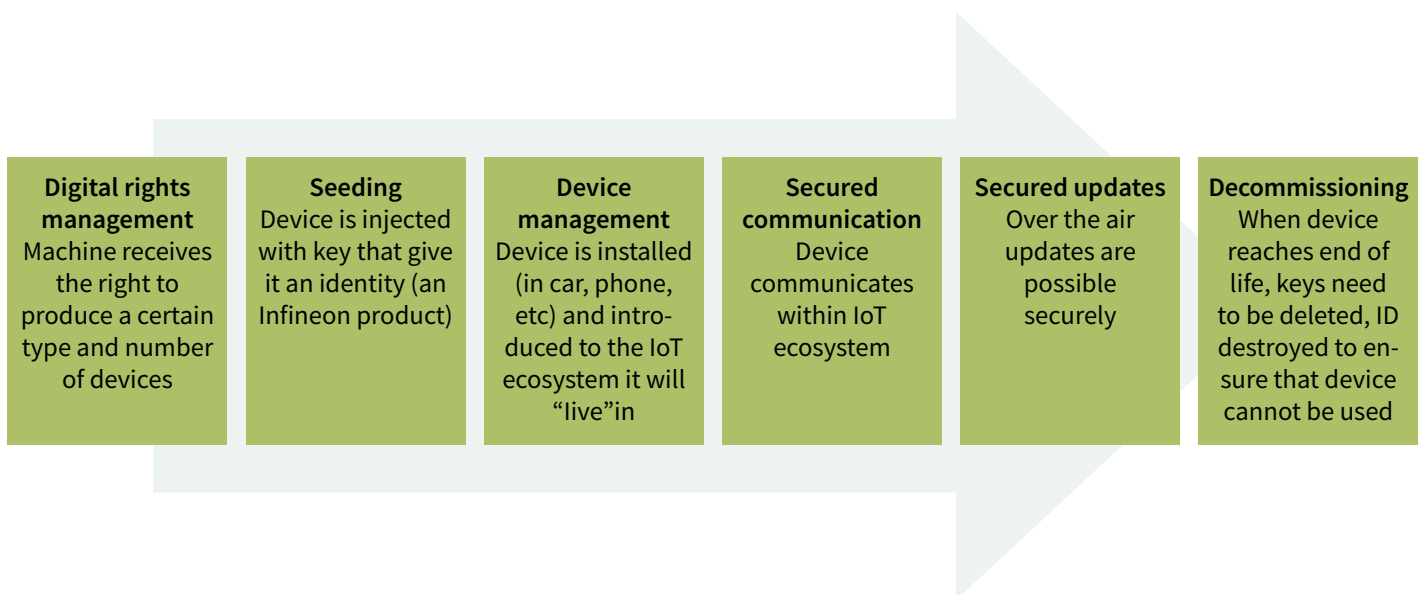 Digital rights
management
Machine receives
the right to
produce a certain
type and number
of devices
Seeding
Device is injected
with key that give
it an identity (an
Infineon product)
Device
management
Device is installed
(in car, phone,
etc) and intro-
duced to the IoT
ecosystem it will
“Iive”in
Secured
communication
Device
communicates
within IoT
ecosystem
Secured updates
Over the air
updates are
possible
securely
Decommissioning
When device
reaches end of
life, keys need
to be deleted, ID
destroyed to en-
sure that device
cannot be used